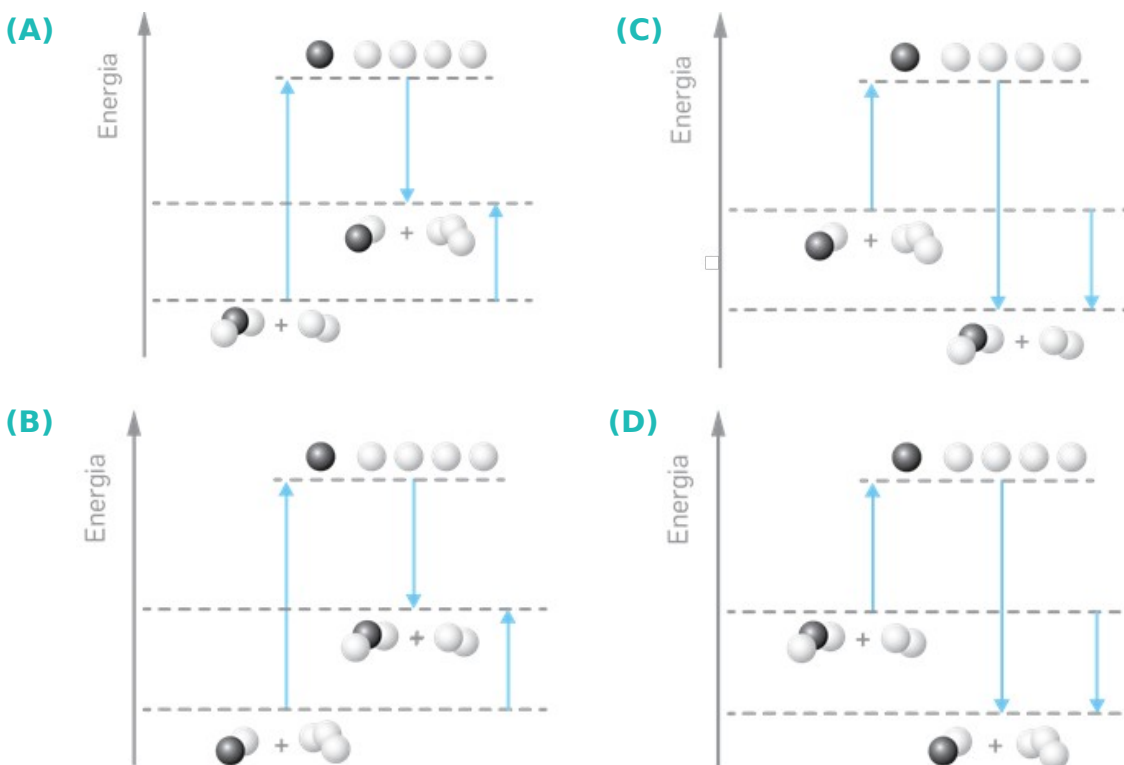 (A)
Energia
+
+
(C)
Energia
+
+
(B)
Energia
+
+
(D)
Energia
+
+